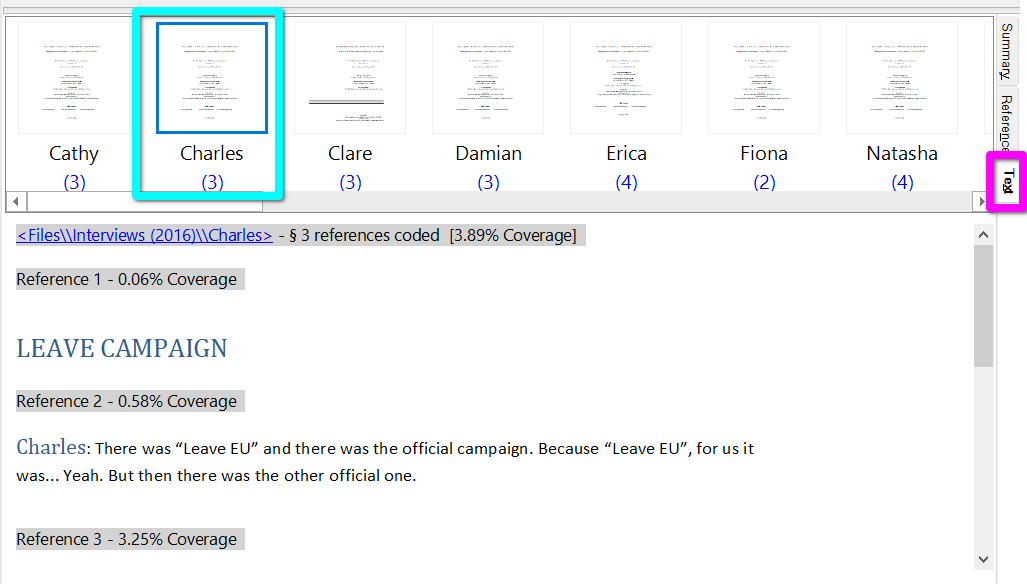 Cathy
(3)
Charles
(3)
Clare
(3)
Damian
(3)
Erica
(4)
Fiona
(2)
Natasha
(4)
Summary
Reference
Text
<Files\\Interviews (2016)\\Charles> - § 3 references coded [3.89% Coverage]
Reference 1 - 0.06% Coverage
LEAVE CAMPAIGN
Reference 2 - 0.58% Coverage
Charles: There was “Leave EU” and there was the official campaign. Because “Leave EU”, for us it
was... Yeah. But then there was the other official one.
Reference 3 - 3.25% Coverage